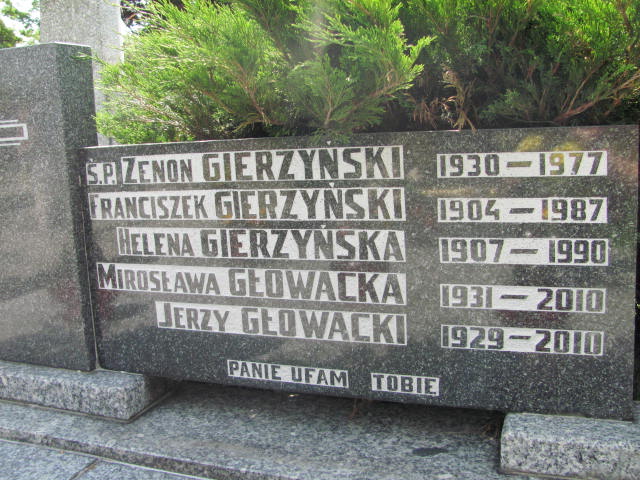 Ś.P. ZENON GIERZYŃSKI 1930-1977
FRANCISZEK GIERZYŃSKI 1904-1987
HELENA GIERZYŃSKA 1907-1990
MIROSŁAWA GŁOWACKA 1931-2010
JERZY GŁOWACKI 1929-2010
PANIE UFAM TOBIE